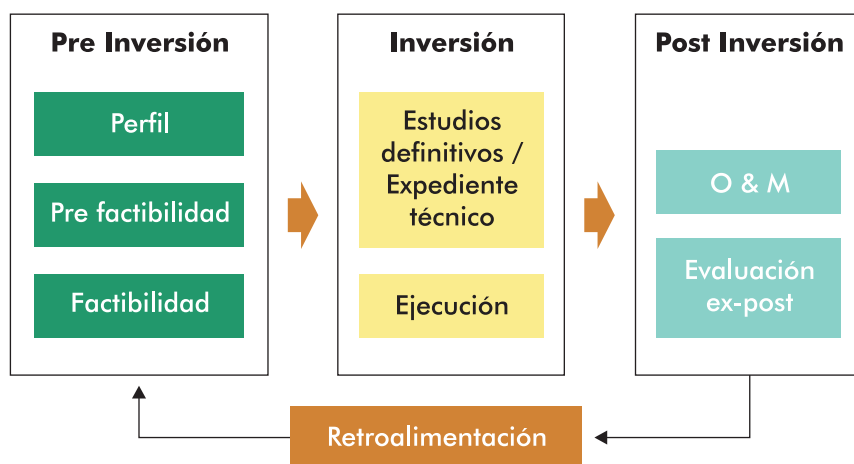 Pre Inversión
Perfil
Pre factibilidad
Factibilidad
Inversión
Estudios
definitivos /
Expediente
técnico
Ejecución
Post Inversión
O & M
Evaluación
ex-post
Retroalimentación